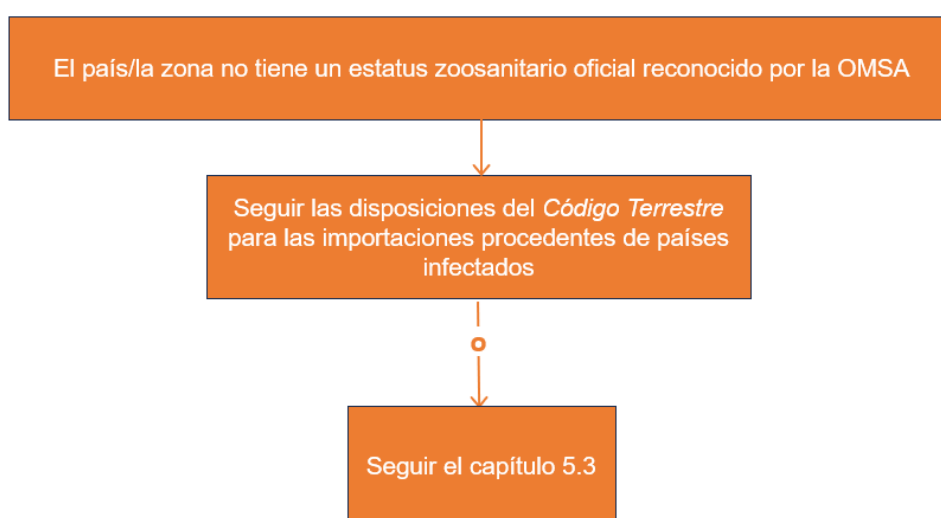 El país/la zona no tiene un estatus zoosanitario oficial reconocido por la OMSA
Seguir las disposiciones del Código Terrestre
para las importaciones procedentes de países
infectados
o
Seguir el capítulo 5.3